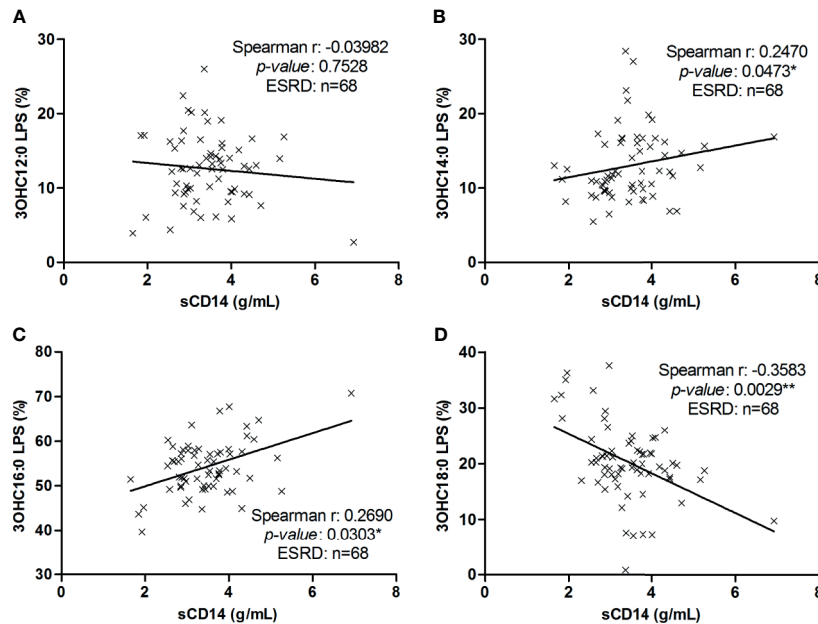 A
30
20
10
0
3OHC12:0 LPS (%)
Spearman r: -0.03982
p-value: 0.7528
ESRD: n=68
0 2 4 6 8
sCD14 (g/mL)
B
30
20
10
0
3OHC14:0 LPS (%)
Spearman r: 0.2470
p-value: 0.0473*
ESRD: n=68
0 2 4 6 8
sCD14 (g/mL)
C
80
70
60
50
40
30
3OHC16:0 LPS (%)
Spearman r: 0.2690
p-value: 0.0303*
ESRD: n=68
0 2 4 6 8
sCD14 (g/mL)
D
40
30
20
10
0
3OHC18:0 LPS (%)
Spearman r: -0.3583
p-value: 0.0029**
ESRD: n=68
0 2 4 6 8
sCD14 (g/mL)